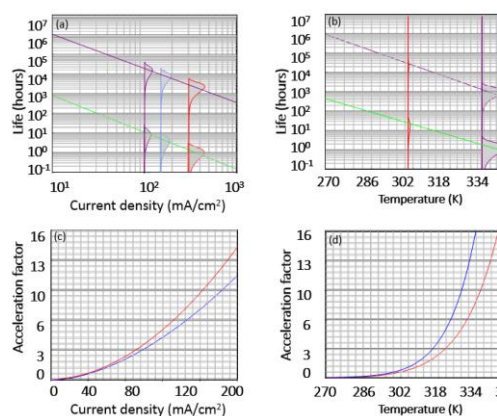 (a)
10⁷
10⁶
10⁵
10⁴
10³
10²
10¹
10⁰
10⁻¹
Life (hours)
10¹ 10² 10³
Current density (mA/cm²)
(b)
10⁷
10⁶
10⁵
10⁴
10³
10²
10¹
10⁰
10⁻¹
Life (hours)
270 286 302 318 334
Temperature (K)
(c)
16
13
10
6
3
0
Acceleration factor
0 40 80 120 200
Current density (mA/cm²)
(d)
16
13
10
6
3
0
Acceleration factor
270 286 302 318 334
Temperature (K)